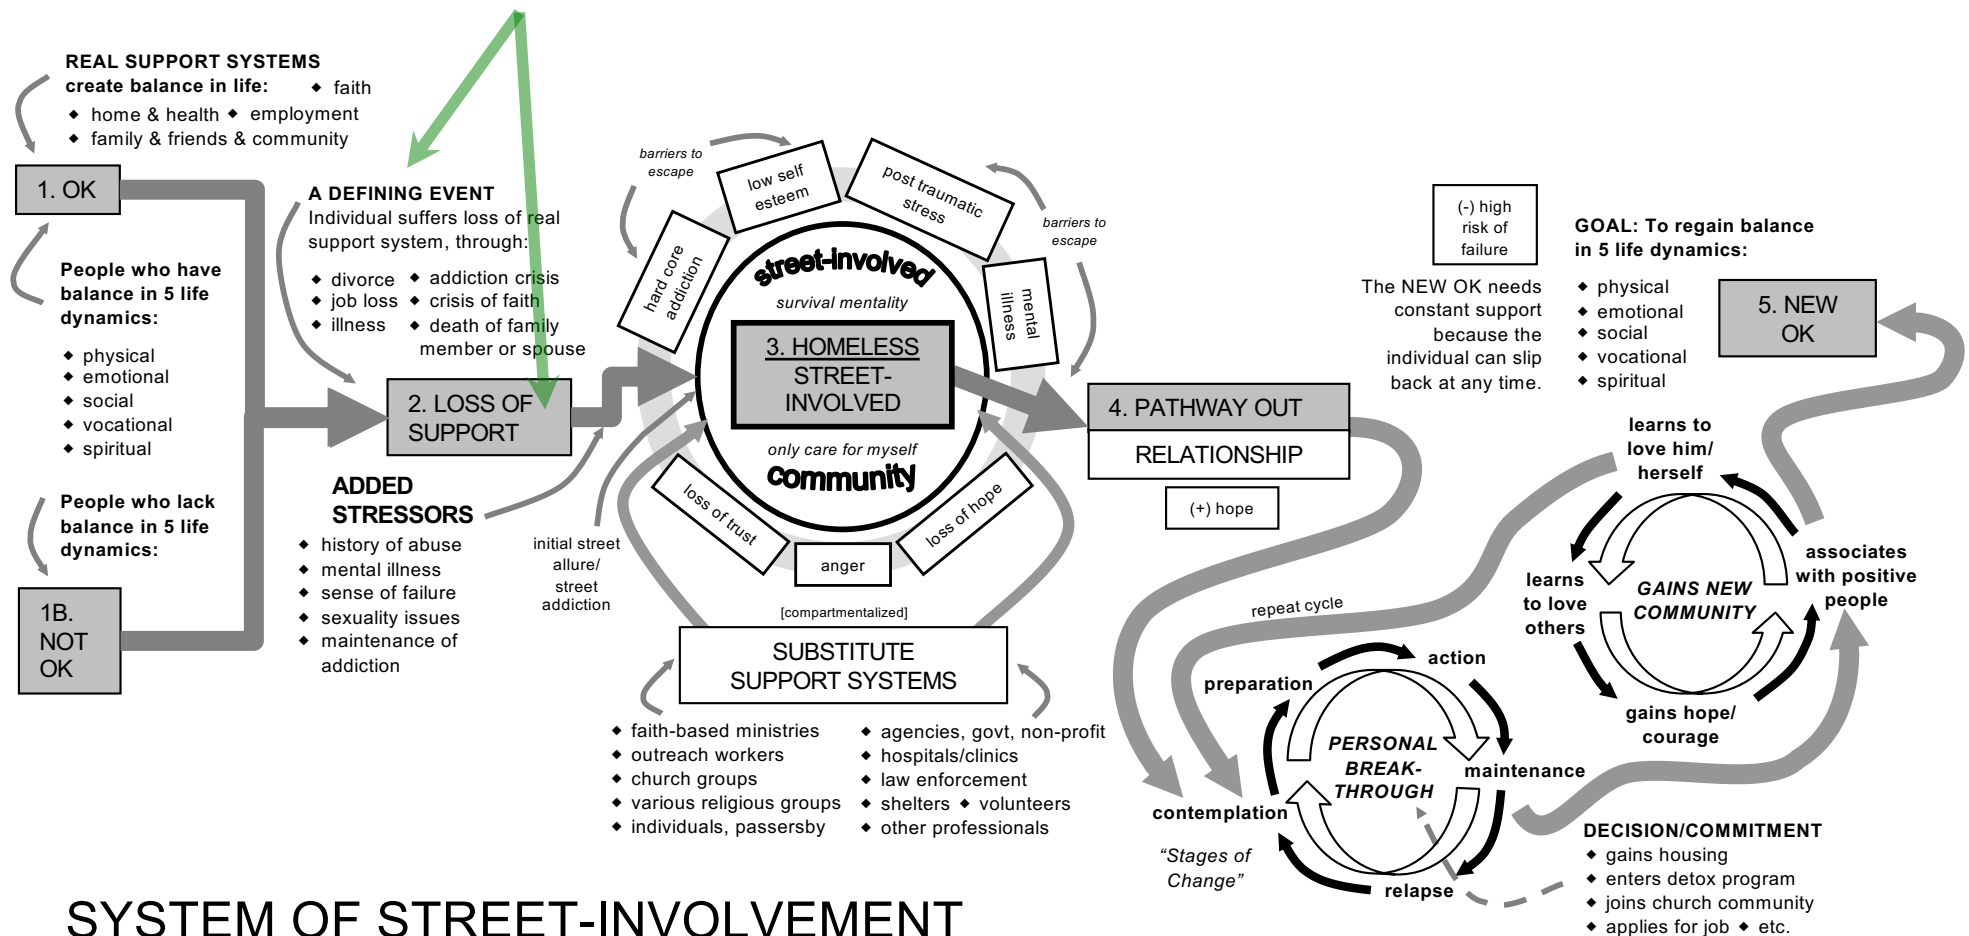 REAL SUPPORT SYSTEMS
create balance in life: ◆ faith
◆ home & health ◆ employment
◆ family & friends & community
1. OK
People who have
balance in 5 life
dynamics:
◆ physical
◆ emotional
◆ social
◆ vocational
◆ spiritual
People who lack
balance in 5 life
dynamics:
1B.
NOT
OK
A DEFINING EVENT
Individual suffers loss of real
support system, through:
◆ divorce ◆ addiction crisis
◆ job loss ◆ crisis of faith
◆ illness ◆ death of family
member or spouse
2. LOSS OF
SUPPORT
ADDED
STRESSORS
◆ history of abuse
◆ mental illness
◆ sense of failure
◆ sexuality issues
◆ maintenance of
addiction
initial street
allure/
street
addiction
barriers to
escape
hard core
addiction
low self
esteem
post traumatic
stress
mental
illness
barriers to
escape
street-involved
survival mentality
3. HOMELESS
STREET-
INVOLVED
only care for myself
community
loss of trust
anger
loss of hope
[compartmentalized]
SUBSTITUTE
SUPPORT SYSTEMS
◆ faith-based ministries
◆ outreach workers
◆ church groups
◆ various religious groups
◆ individuals, passersby
◆ agencies, govt, non-profit
◆ hospitals/clinics
◆ law enforcement
◆ shelters ◆ volunteers
◆ other professionals
4. PATHWAY OUT
RELATIONSHIP
(+) hope
(-) high
risk of
failure
The NEW OK needs
constant support
because the
individual can slip
back at any time.
GOAL: To regain balance
in 5 life dynamics:
◆ physical
◆ emotional
◆ social
◆ vocational
◆ spiritual
5. NEW
OK
learns to
love him/
herself
associates
with positive
people
learns
to love
others
GAINS NEW
COMMUNITY
gains hope/
courage
repeat cycle
action
preparation
PERSONAL
BREAK-
THROUGH
maintenance
contemplation
relapse
“Stages of
Change”
DECISION/COMMITMENT
◆ gains housing
◆ enters detox program
◆ joins church community
◆ applies for job ◆ etc.
SYSTEM OF STREET-INVOLVEMENT